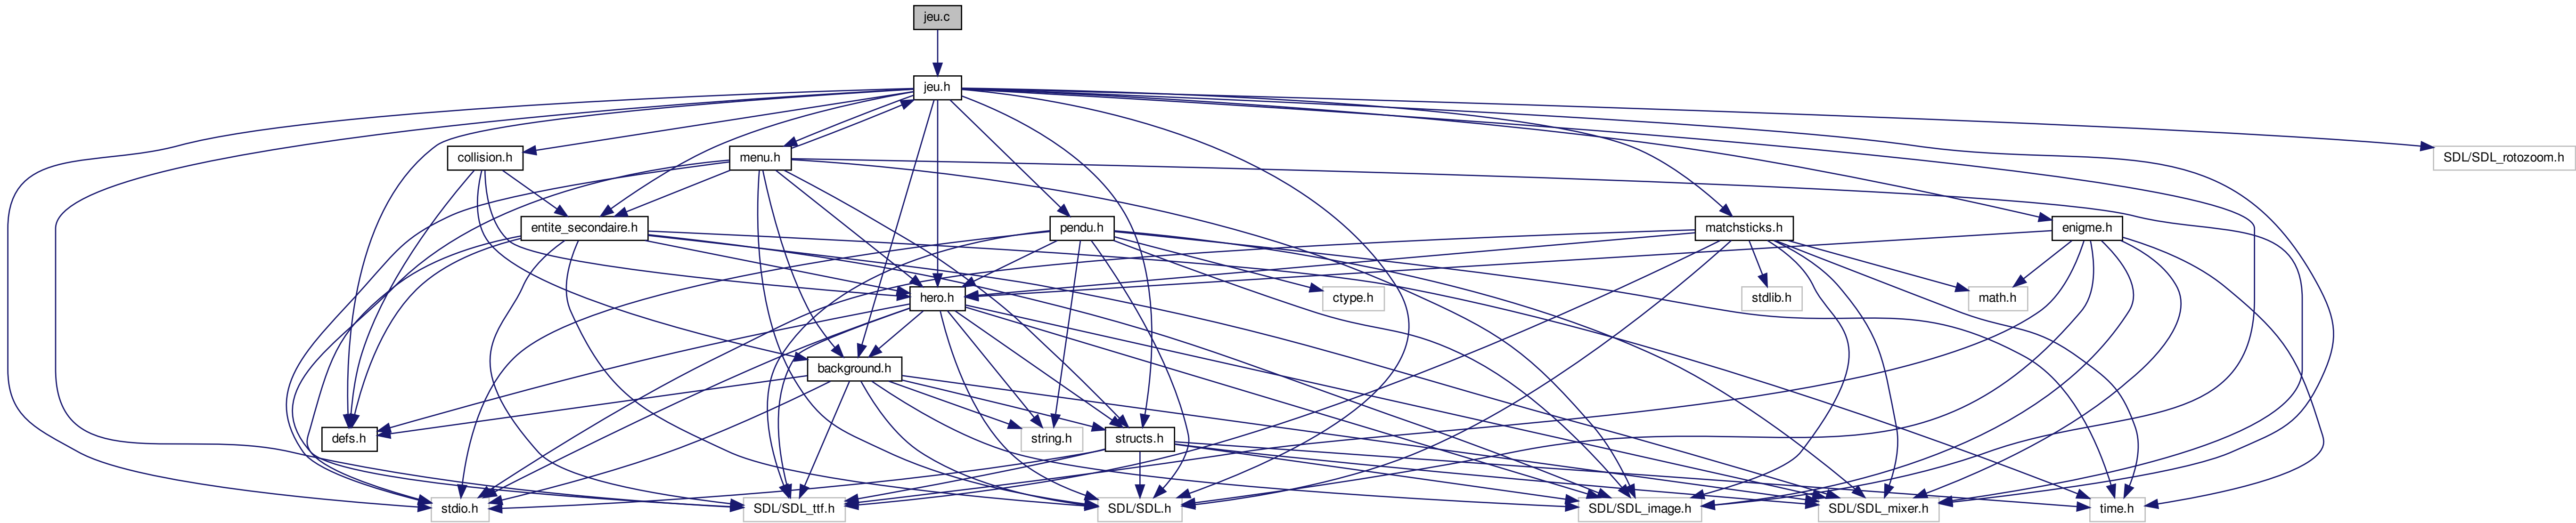 jeu.c
jeu.h
collision.h
menu.h
SDL/SDL_rotozoom.h
entite_secondaire.h
pendu.h
matchsticks.h
enigme.h
hero.h
ctype.h
stdlib.h
math.h
background.h
defs.h
string.h
structs.h
stdio.h
SDL/SDL_ttf.h
SDL/SDL.h
SDL/SDL_image.h
SDL/SDL_mixer.h
time.h